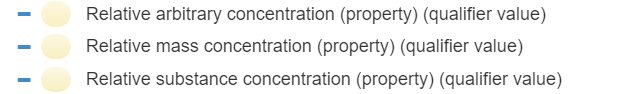 Relative arbitrary concentration (property) (qualifier value)
Relative mass concentration (property) (qualifier value)
Relative substance concentration (property) (qualifier value)